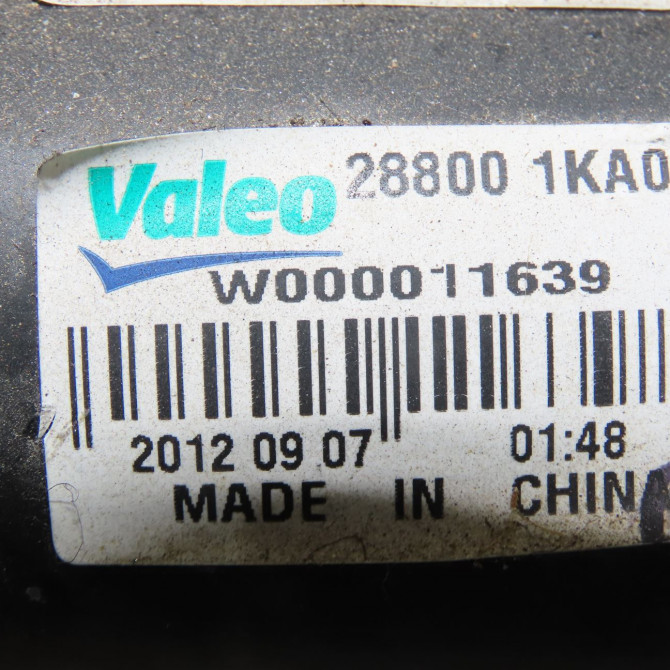 Valeo 28800 1KA0
W000011639
2012 09 07 01:48
MADE IN CHINA